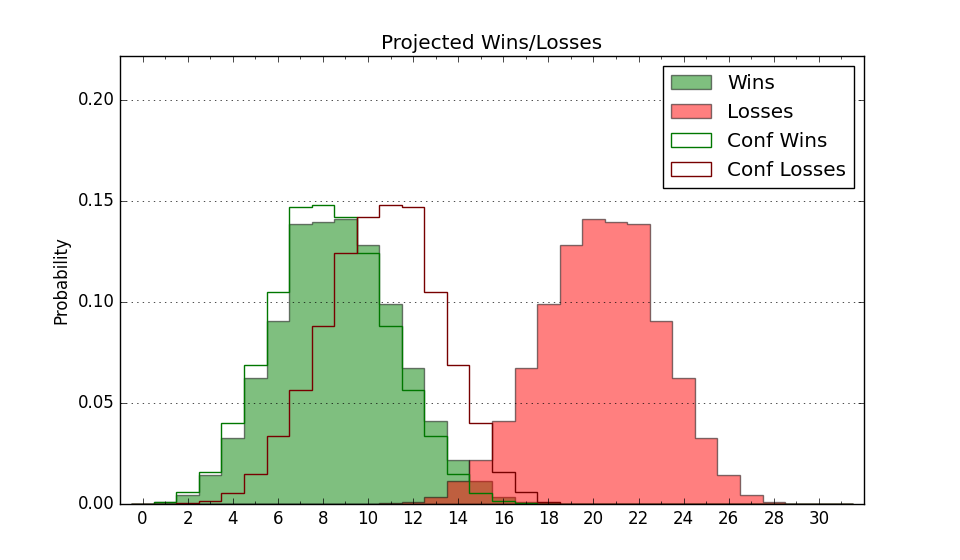 Projected Wins/Losses
Wins
Losses
Conf Wins
Conf Losses
Probability
0.20
0.15
0.10
0.05
0.00
0 2 4 6 8 10 12 14 16 18 20 22 24 26 28 30